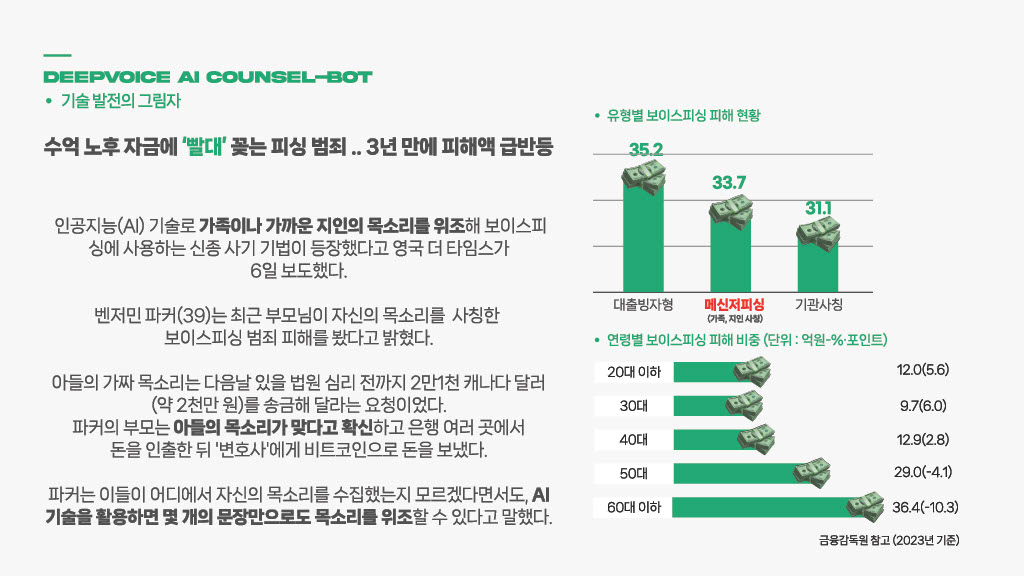 DEEPVOICE AI COUNSEL-BOT
• 기술 발전의 그림자
수억 노후 자금에 '빨대' 꽂는 피싱 범죄 .. 3년 만에 피해액 급반등
인공지능(AI) 기술로 가족이나 가까운 지인의 목소리를 위조해 보이스피
싱에 사용하는 신종 사기 기법이 등장했다고 영국 더 타임스가
6일 보도했다.
벤저민 파커(39)는 최근 부모님이 자신의 목소리를 사칭한
보이스피싱 범죄 피해를 봤다고 밝혔다.
아들의 가짜 목소리는 다음날 있을 법원 심리 전까지 2만1천 캐나다 달러
(약 2천만 원)를 송금해 달라는 요청이었다.
파커의 부모는 아들의 목소리가 맞다고 확신하고 은행 여러 곳에서
돈을 인출한 뒤 '변호사'에게 비트코인으로 돈을 보냈다.
파커는 이들이 어디에서 자신의 목소리를 수집했는지 모르겠다면서도, AI
기술을 활용하면 몇 개의 문장만으로도 목소리를 위조할 수 있다고 말했다.
• 유형별 보이스피싱 피해 현황
35.2
33.7
31.1
대출빙자형
메신저피싱
기관사칭
(가족, 지인 사칭)
• 연령별 보이스피싱 피해 비중 (단위 : 억원-%·포인트)
20대 이하 12.0(5.6)
30대 9.7(6.0)
40대 12.9(2.8)
50대 29.0(-4.1)
60대 이하 36.4(-10.3)
금융감독원 참고 (2023년 기준)